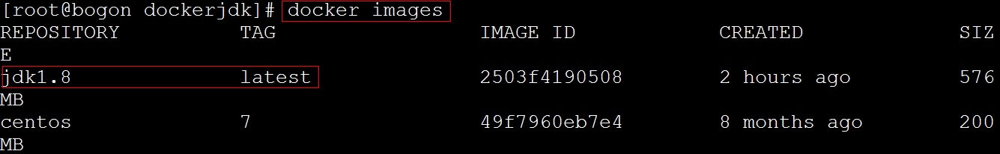 [root@bogon dockerjdk]# docker images
REPOSITORY TAG IMAGE ID CREATED SIZ
E
jdk1.8 latest 2503f4190508 2 hours ago 576
MB
centos 7 49f7960eb7e4 8 months ago 200
MB